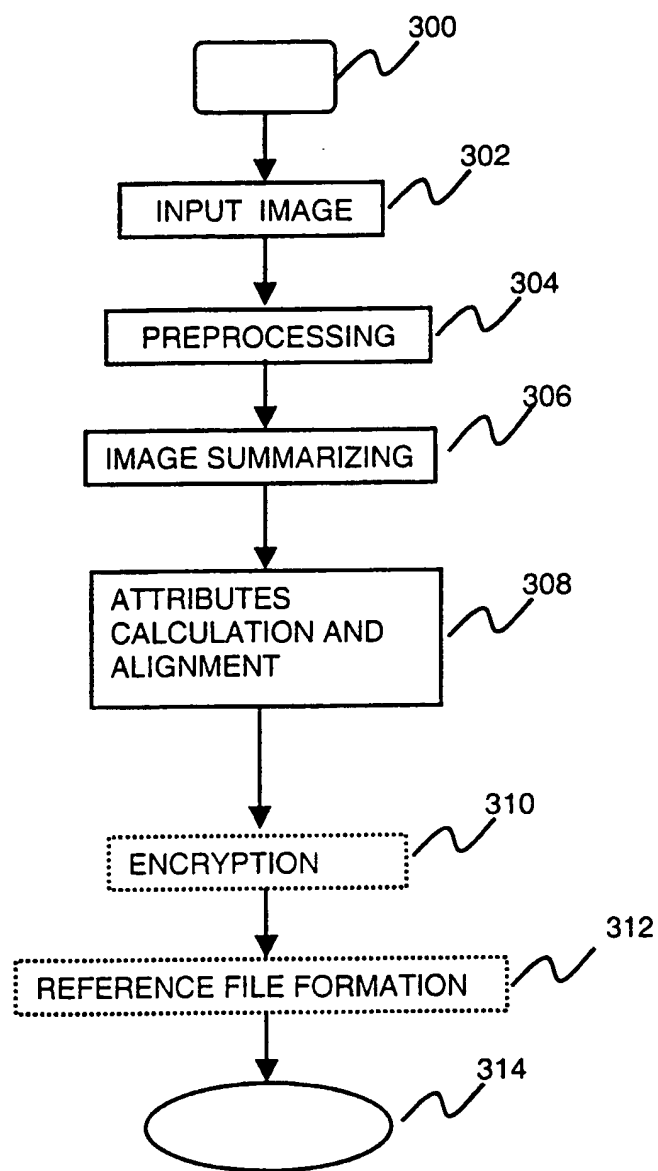 300
302
INPUT IMAGE
304
PREPROCESSING
306
IMAGE SUMMARIZING
308
ATTRIBUTES
CALCULATION AND
ALIGNMENT
310
ENCRYPTION
312
REFERENCE FILE FORMATION
314